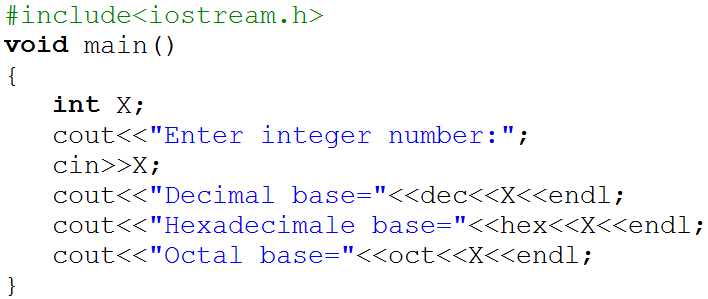 #include<iostream.h>
void main()
{
int X;
cout<<"Enter integer number:";
cin>>X;
cout<<"Decimal base="<<dec<<X<<endl;
cout<<"Hexadecimale base="<<hex<<X<<endl;
cout<<"Octal base="<<oct<<X<<endl;
}